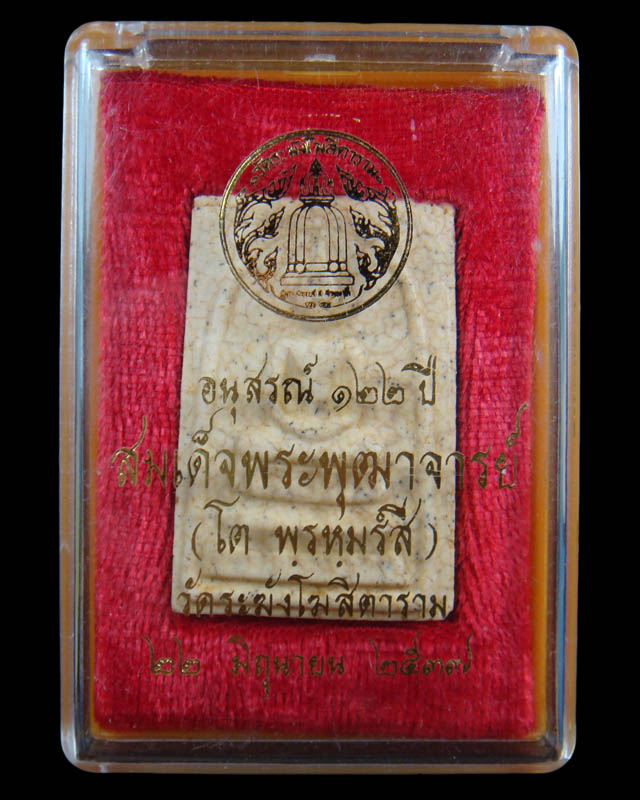 อนุสรณ์ ๑๒๒ ปี
สมเด็จพระพุฒาจารย์
(โต พฺรหฺมรํสี)
วัดระฆังโฆสิตาราม
๒๒ มิถุนายน ๒๕๓๗